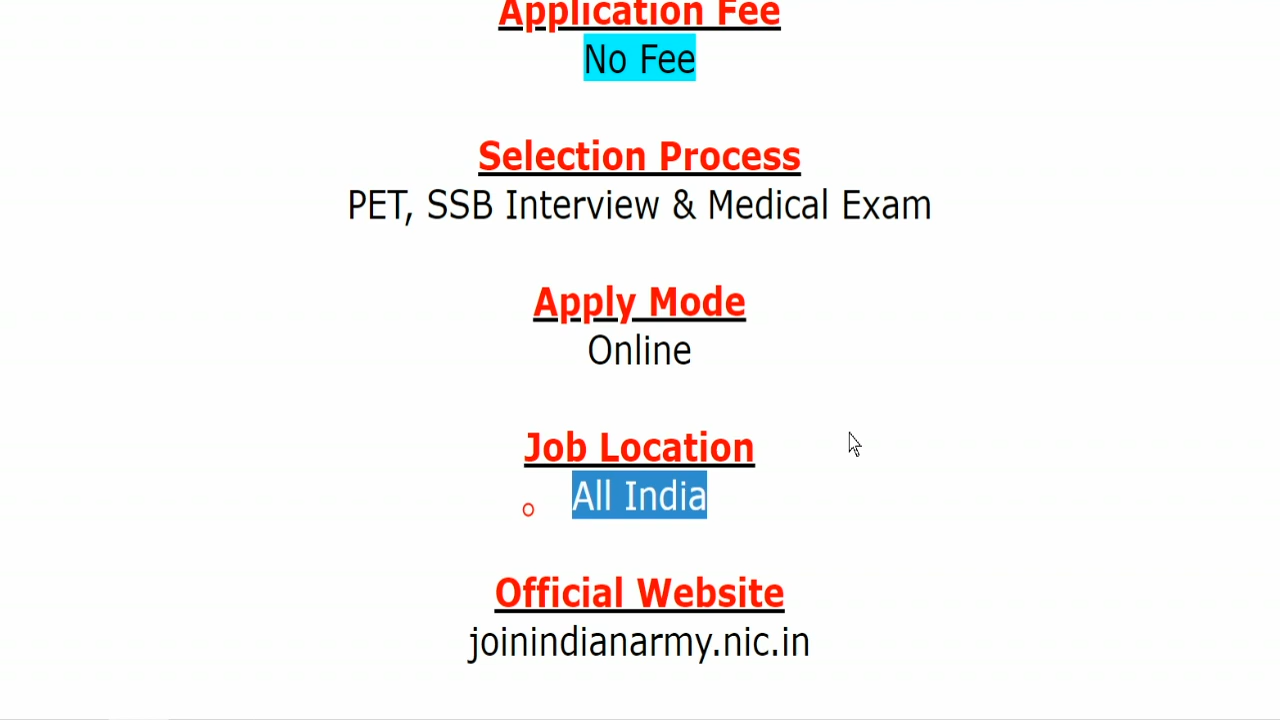 Application Fee
No Fee
Selection Process
PET, SSB Interview & Medical Exam
Apply Mode
Online
Job Location
All India
Official Website
joinindianarmy.nic.in